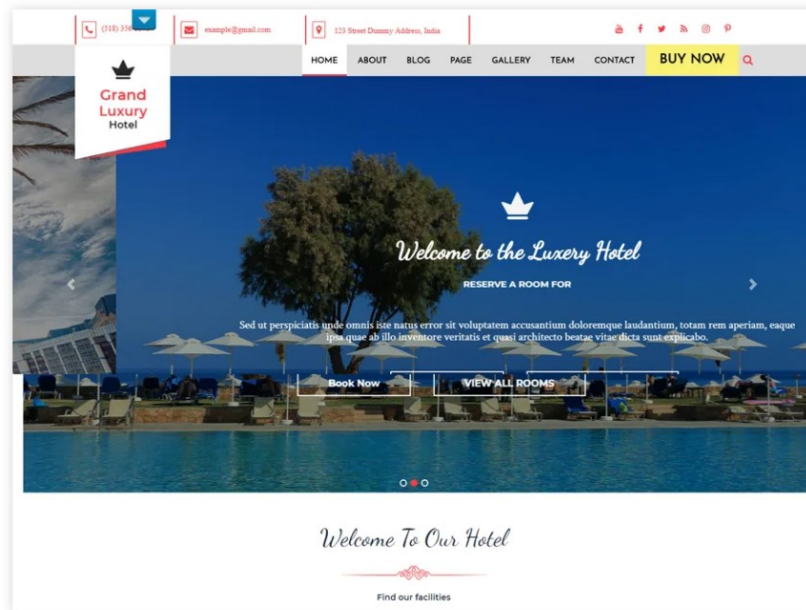 (518) 356
example@gmail.com
123 Street Dummy Address, India
HOME ABOUT BLOG PAGE GALLERY TEAM CONTACT BUY NOW
Grand
Luxury
Hotel
Welcome to the Luxery Hotel
RESERVE A ROOM FOR
Sed ut perspiciatis unde omnis iste natus error sit voluptatem accusantium doloremque laudantium, totam rem aperiam, eaque
ipsa quae ab illo inventore veritatis et quasi architecto beatae vitae dicta sunt explicabo.
Book Now VIEW ALL ROOMS
Welcome To Our Hotel
Find our facilities